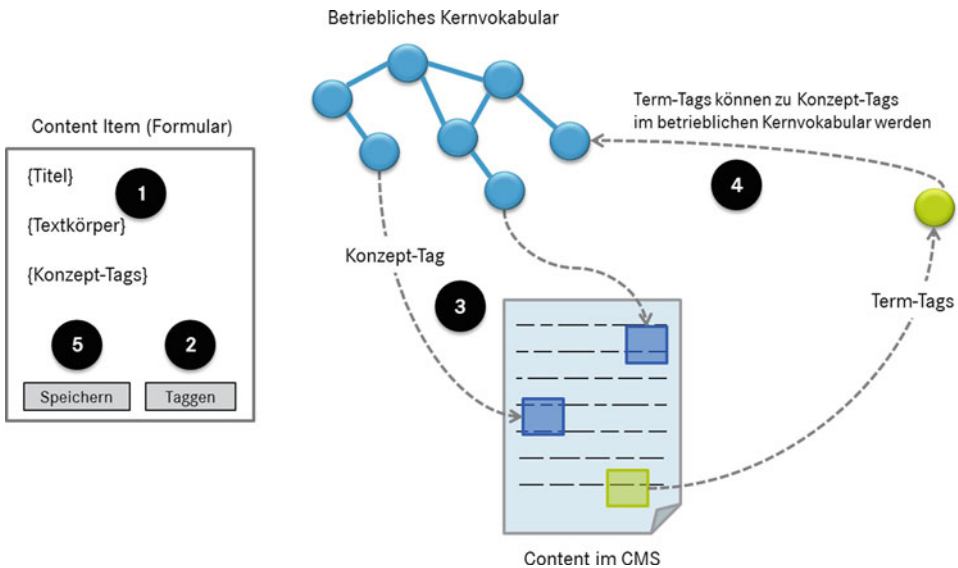 Betriebliches Kernvokabular
Term-Tags können zu Konzept-Tags
im betrieblichen Kernvokabular werden
Content Item (Formular)
{Titel}
1
{Textkörper}
{Konzept-Tags}
5
2
Speichern
Taggen
Konzept-Tag
3
4
Term-Tags
Content im CMS